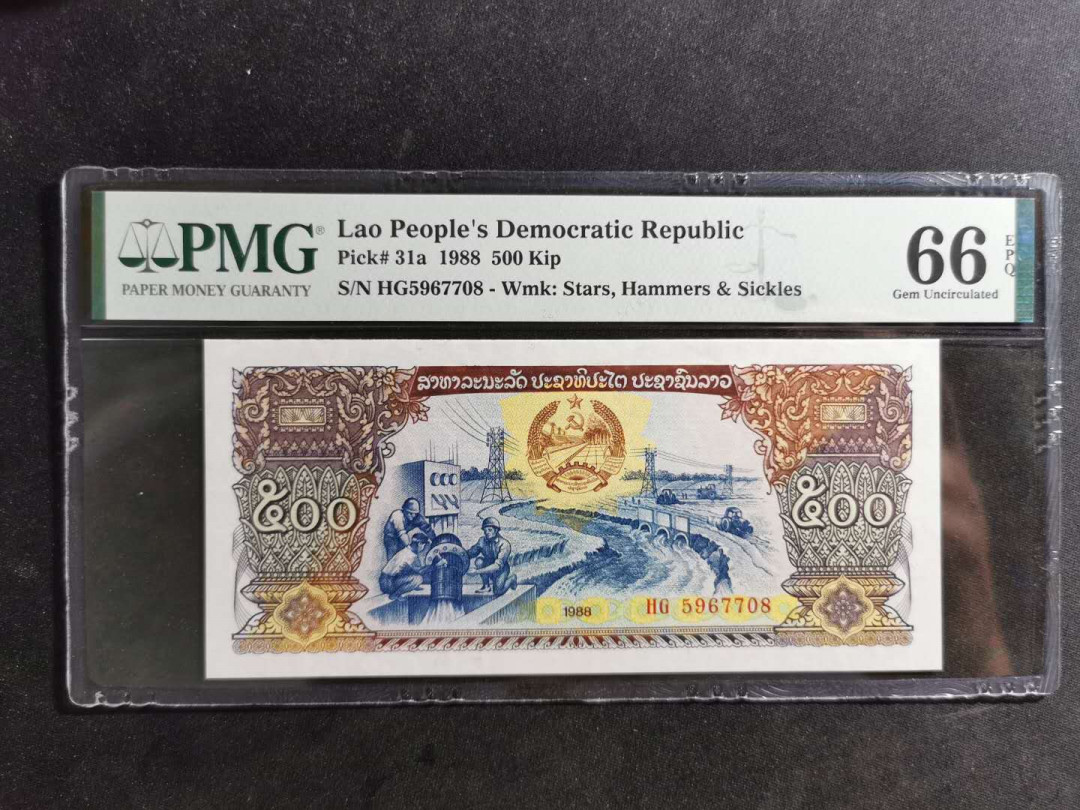 PMG®
PAPER MONEY GUARANTY
Lao People's Democratic Republic
Pick# 31a 1988 500 Kip
S/N HG5967708 - Wmk: Stars, Hammers & Sickles
66
Gem Uncirculated
EPQ
ສາທາລະນະລັດ ປະຊາທິປະໄຕ ປະຊາຊົນລາວ
໕໐໐
໕໐໐
1988
HG 5967708